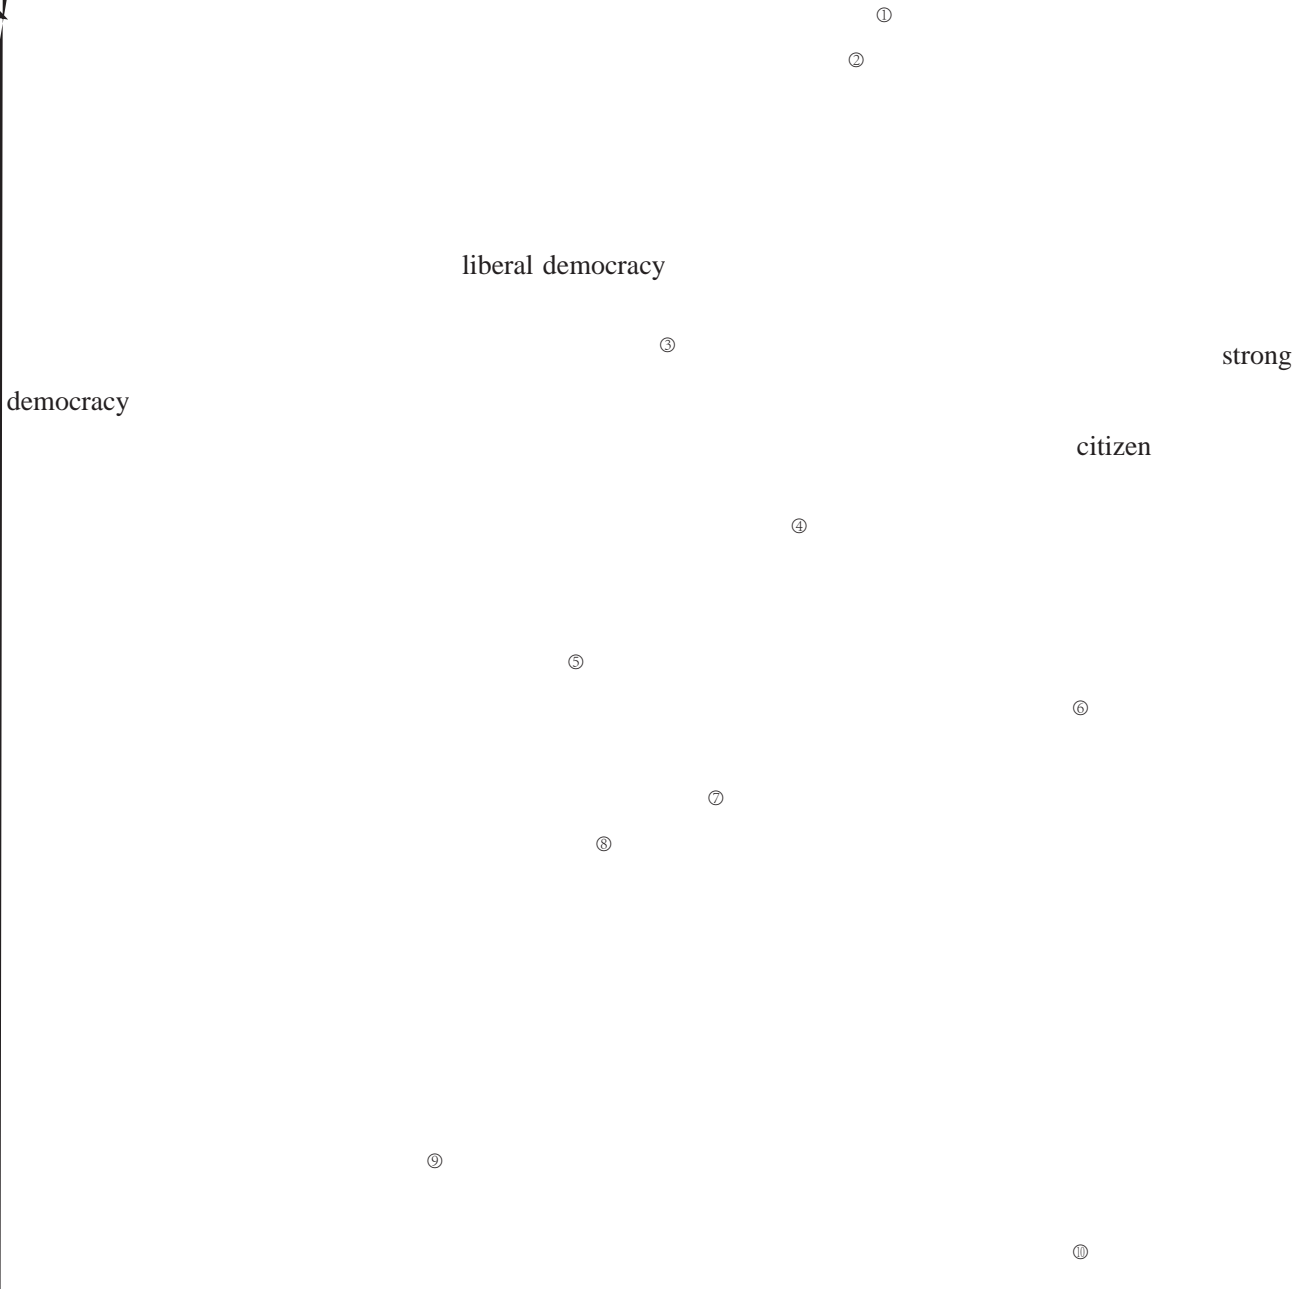 ①
②
liberal democracy
③
strong
democracy
citizen
④
⑤
⑥
⑦
⑧
⑨
⑩